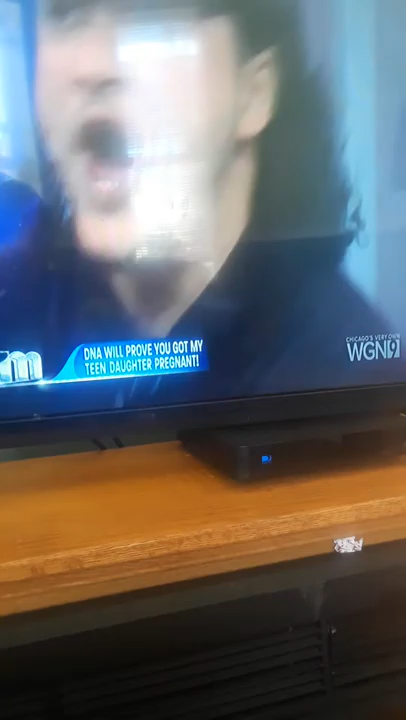 m
DNA WILL PROVE YOU GOT MY
TEEN DAUGHTER PREGNANT!
CHICAGO'S VERY OWN
WGN9